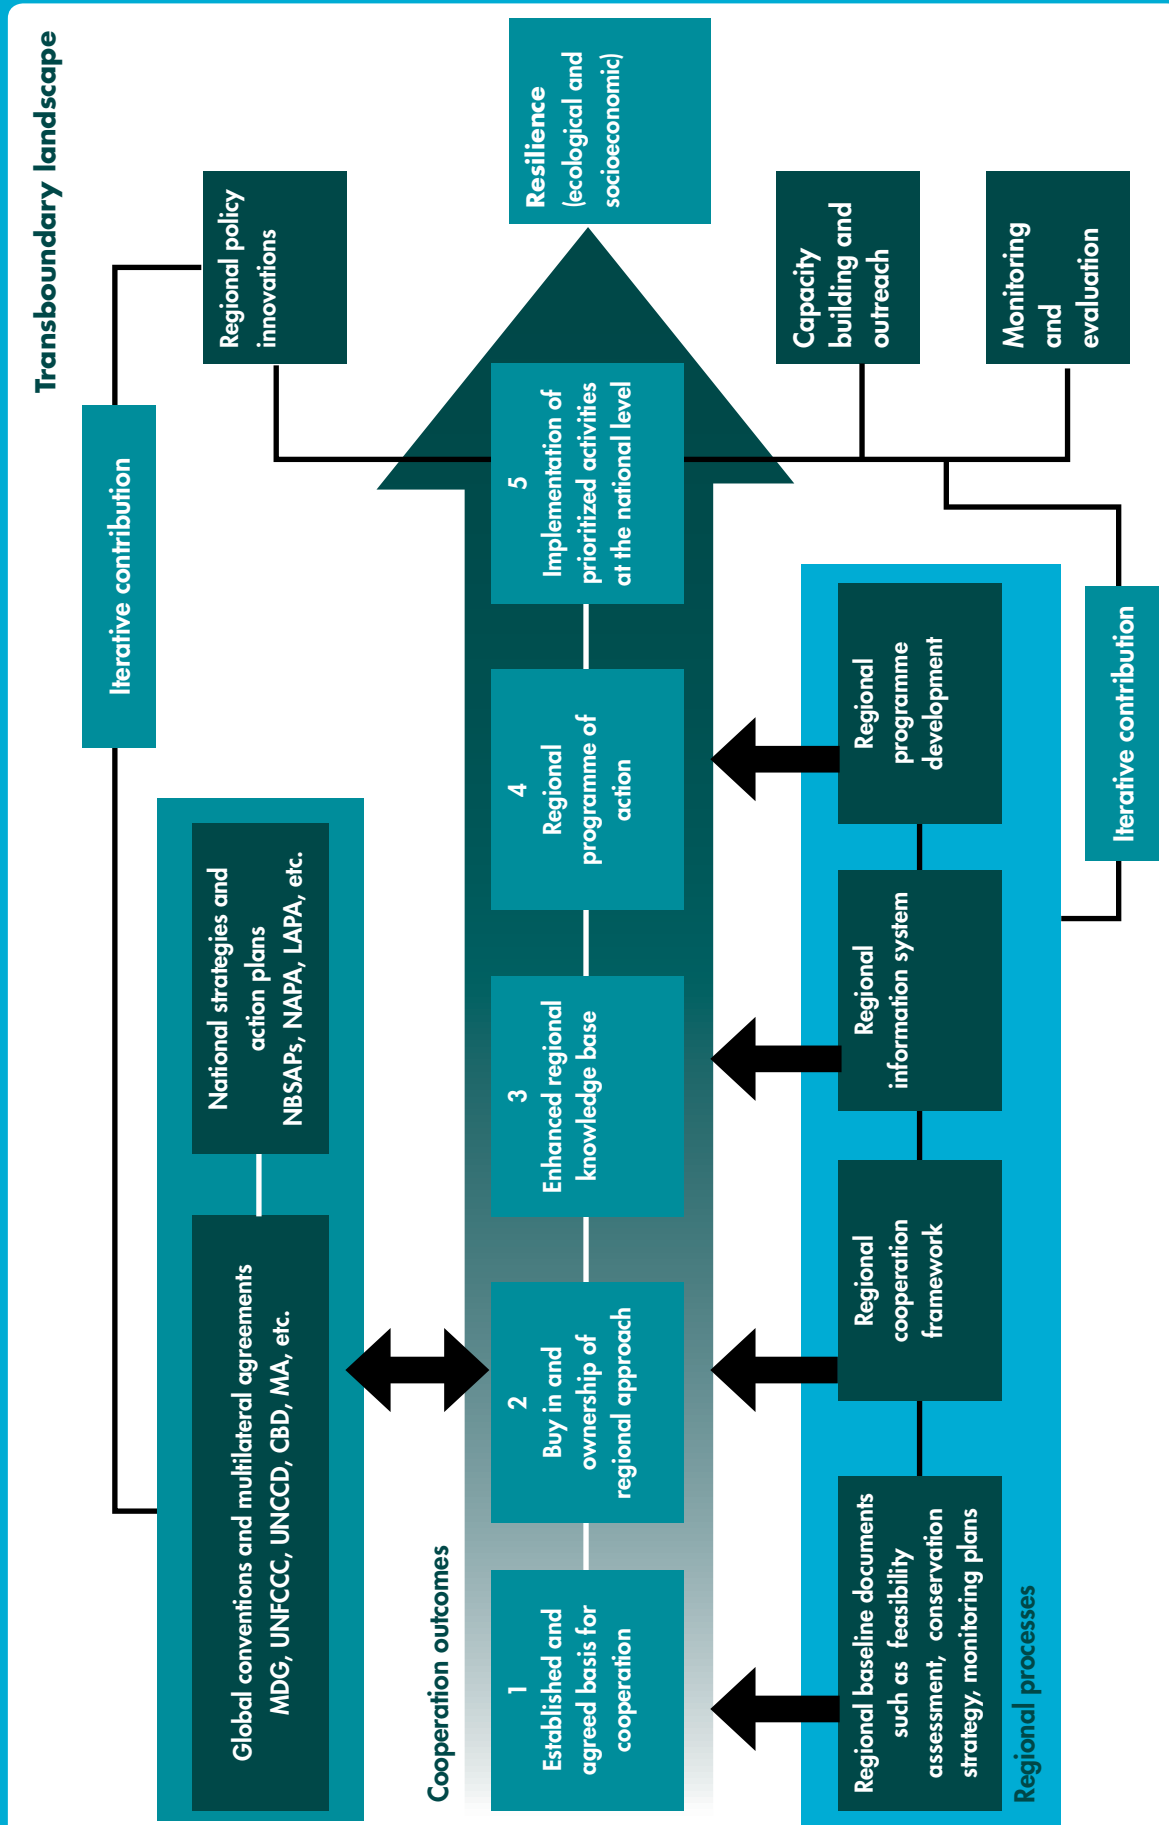 Transboundary landscape
Iterative contribution
Global conventions and multilateral agreements
MDG, UNFCCC, UNCCD, CBD, MA, etc.
National strategies and
action plans
NBSAPs, NAPA, LAPA, etc.
Regional policy
innovations
Cooperation outcomes
1
Established and
agreed basis for
cooperation
2
Buy in and
ownership of
regional approach
3
Enhanced regional
knowledge base
4
Regional
programme of
action
5
Implementation of
prioritized activities
at the national level
Resilience
(ecological and
socioeconomic)
Regional baseline documents
such as feasibility
assessment, conservation
strategy, monitoring plans
Regional
cooperation
framework
Regional
information system
Regional
programme
development
Capacity
building and
outreach
Monitoring
and
evaluation
Regional processes
Iterative contribution